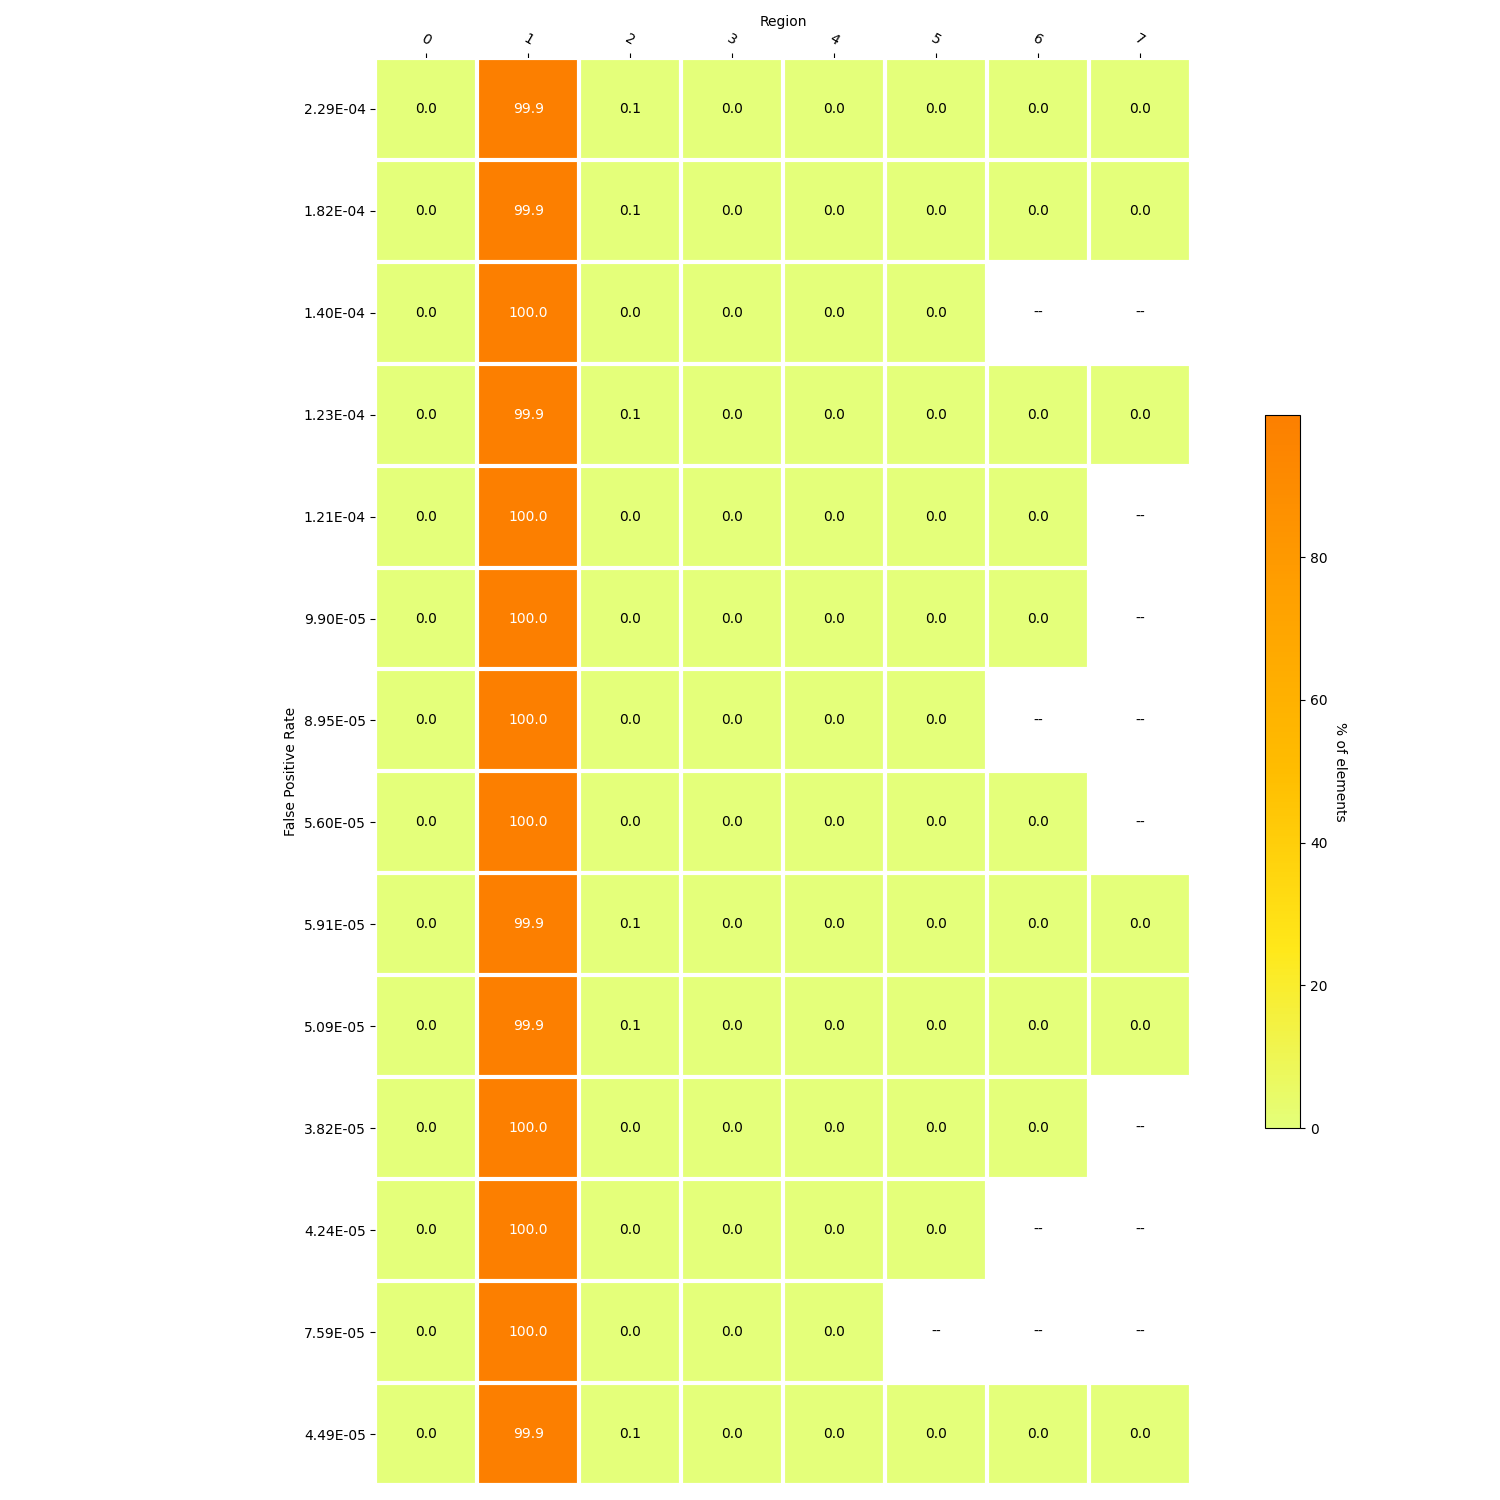 Region
0 1 2 3 4 5 6 7
2.29E-04 0.0 99.9 0.1 0.0 0.0 0.0 0.0 0.0
1.82E-04 0.0 99.9 0.1 0.0 0.0 0.0 0.0 0.0
1.40E-04 0.0 100.0 0.0 0.0 0.0 0.0 -- --
1.23E-04 0.0 99.9 0.1 0.0 0.0 0.0 0.0 0.0
1.21E-04 0.0 100.0 0.0 0.0 0.0 0.0 0.0 --
9.90E-05 0.0 100.0 0.0 0.0 0.0 0.0 0.0 --
8.95E-05 0.0 100.0 0.0 0.0 0.0 0.0 -- --
5.60E-05 0.0 100.0 0.0 0.0 0.0 0.0 0.0 --
5.91E-05 0.0 99.9 0.1 0.0 0.0 0.0 0.0 0.0
5.09E-05 0.0 99.9 0.1 0.0 0.0 0.0 0.0 0.0
3.82E-05 0.0 100.0 0.0 0.0 0.0 0.0 0.0 --
4.24E-05 0.0 100.0 0.0 0.0 0.0 0.0 -- --
7.59E-05 0.0 100.0 0.0 0.0 0.0 -- -- --
4.49E-05 0.0 99.9 0.1 0.0 0.0 0.0 0.0 0.0
False Positive Rate
80
60
40
20
0
% of elements